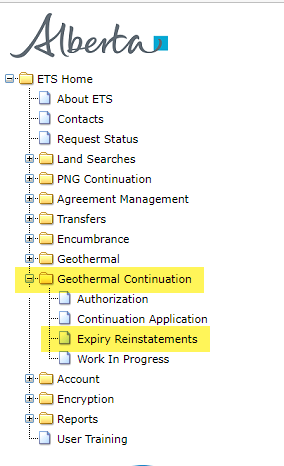 Alberta
ETS Home
About ETS
Contacts
Request Status
Land Searches
PNG Continuation
Agreement Management
Transfers
Encumbrance
Geothermal
Geothermal Continuation
Authorization
Continuation Application
Expiry Reinstatements
Work In Progress
Account
Encryption
Reports
User Training